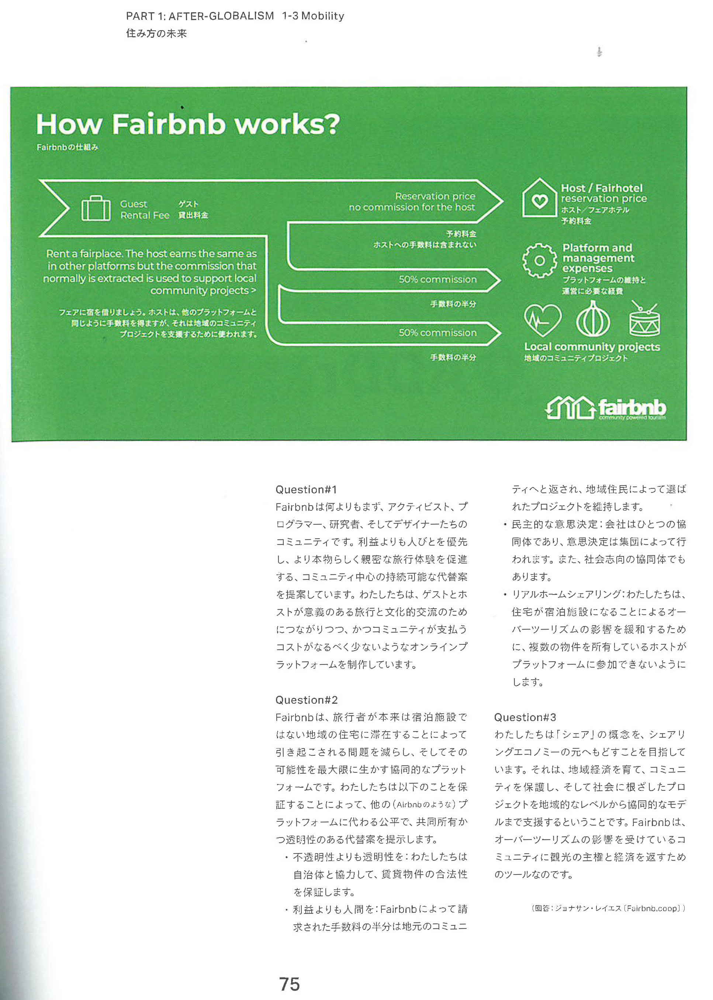 PART 1: AFTER-GLOBALISM 1-3 Mobility
住み方の未来
How Fairbnb works?
Fairbnbの仕組み
Guest ゲスト
Rental Fee 貸出料金
Rent a fairplace. The host earns the same as
in other platforms but the commission that
normally is extracted is used to support local
community projects >
フェアに宿を借りましょう。ホストは、他のプラットフォームと
同じように手数料を得ますが、それは地域のコミュニティ
プロジェクトを支援するために使われます。
Reservation price
no commission for the host
予約料金
ホストへの手数料は含まれない
50% commission
手数料の半分
50% commission
手数料の半分
Host / Fairhotel
reservation price
ホスト／フェアホテル
予約料金
Platform and
management
expenses
プラットフォームの維持と
運営に必要な経費
Local community projects
地域のコミュニティプロジェクト
fairbnb
community powered tourism
Question#1
Fairbnbは何よりもまず、アクティビスト、プ
ログラマー、研究者、そしてデザイナーたちの
コミュニティです。利益よりも人びとを優先
し、より本物らしく親密な旅行体験を促進
する、コミュニティ中心の持続可能な代替案
を提案しています。わたしたちは、ゲストとホ
ストが意義のある旅行と文化的交流のため
につながりつつ、かつコミュニティが支払う
コストがなるべく少ないようなオンラインプ
ラットフォームを制作しています。
Question#2
Fairbnbは、旅行者が本来は宿泊施設で
はない地域の住宅に滞在することによって
引き起こされる問題を減らし、そしてその
可能性を最大限に生かす協同的なプラット
フォームです。わたしたちは以下のことを保
証することによって、他の（Airbnbのような）プ
ラットフォームに代わる公平で、共同所有か
つ透明性のある代替案を提示します。
・不透明性よりも透明性を：わたしたちは
自治体と協力して、賃貸物件の合法性
を保証します。
・利益よりも人間を：Fairbnbによって請
求された手数料の半分は地元のコミュニ
ティへと返され、地域住民によって選ば
れたプロジェクトを維持します。
・民主的な意思決定：会社はひとつの協
同体であり、意思決定は集団によって行
われます。また、社会志向の協同体でも
あります。
・リアルホームシェアリング：わたしたちは、
住宅が宿泊施設になることによるオー
バーツーリズムの影響を緩和するため
に、複数の物件を所有しているホストが
プラットフォームに参加できないように
します。
Question#3
わたしたちは「シェア」の概念を、シェアリ
ングエコノミーの元へもどすことを目指して
います。それは、地域経済を育て、コミュニ
ティを保護し、そして社会に根ざしたプロ
ジェクトを地域的なレベルから協同的なモデ
ルまで支援するということです。Fairbnbは、
オーバーツーリズムの影響を受けているコ
ミュニティに観光の主権と経済を返すため
のツールなのです。
（回答：ジョナサン・レイエス〔Fairbnb.coop〕）
75